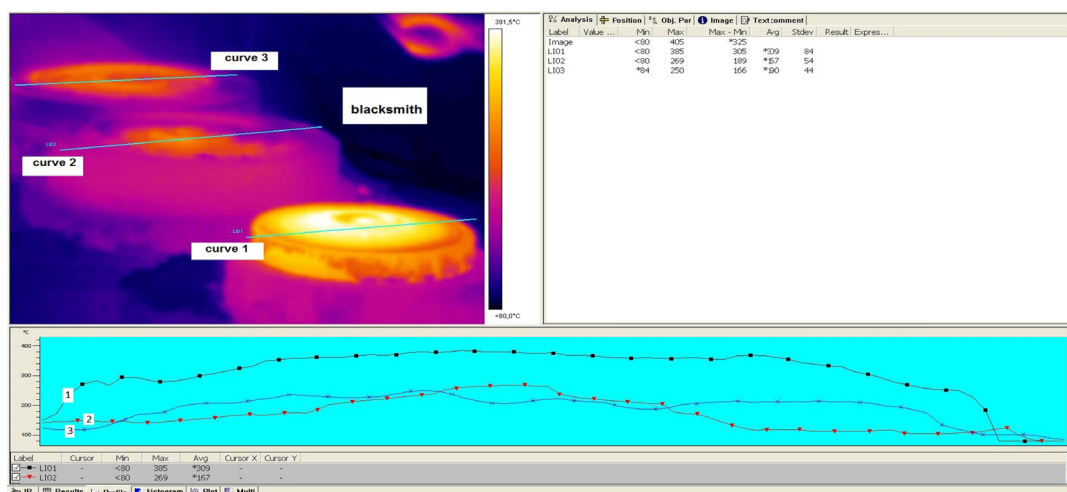 391,5°C
curve 3
blacksmith
LI02
curve 2
LI01
curve 1
<80,0°C
Analysis Position Obj. Par Image Text comment
Label Value ... Min Max Max - Min Avg Stdev Result Expres...
Image <80 405 *325
LI01 <80 385 305 *309 84
LI02 <80 269 189 *167 54
LI03 *84 250 166 *190 44
°C
400
300
200
100
1
2
3
Label Cursor Min Max Avg Cursor X Cursor Y
LI01 - <80 385 *309 - -
LI02 - <80 269 *167 - -
IR Results Profile Histogram Plot Multi